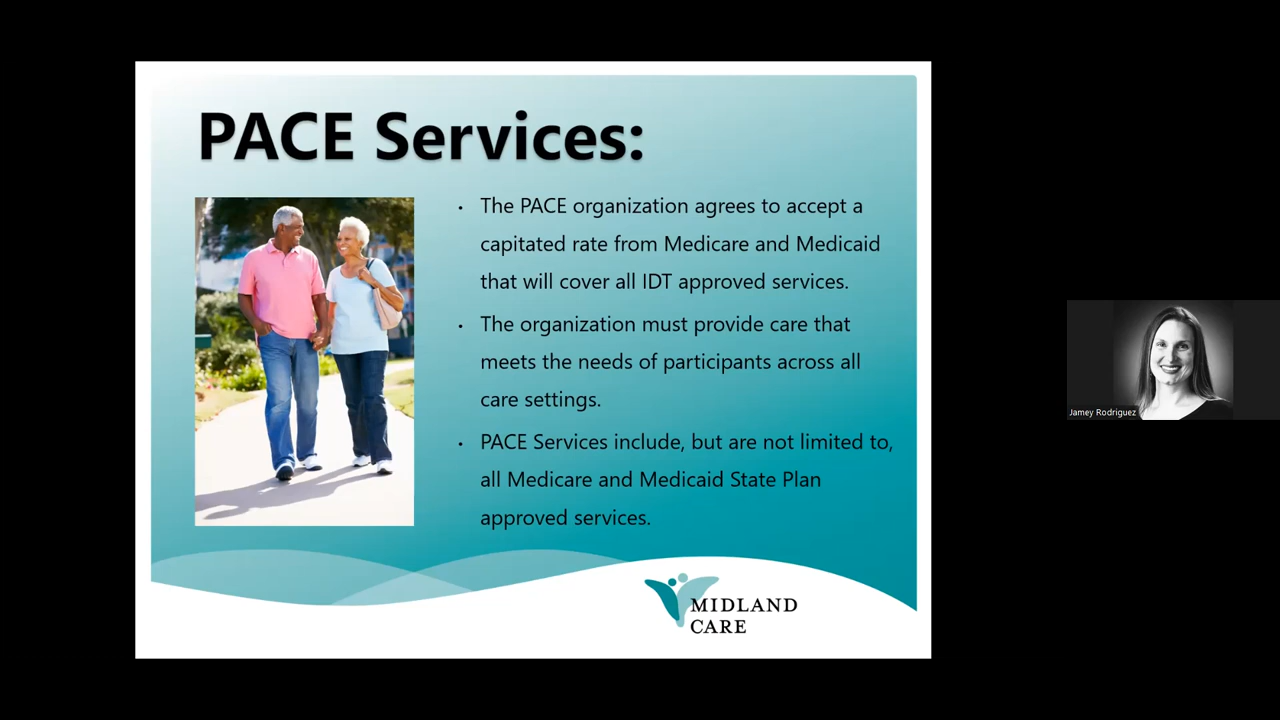 PACE Services:
• The PACE organization agrees to accept a
capitated rate from Medicare and Medicaid
that will cover all IDT approved services.
• The organization must provide care that
meets the needs of participants across all
care settings.
• PACE Services include, but are not limited to,
all Medicare and Medicaid State Plan
approved services.
MIDLAND
CARE
Jamey Rodriguez